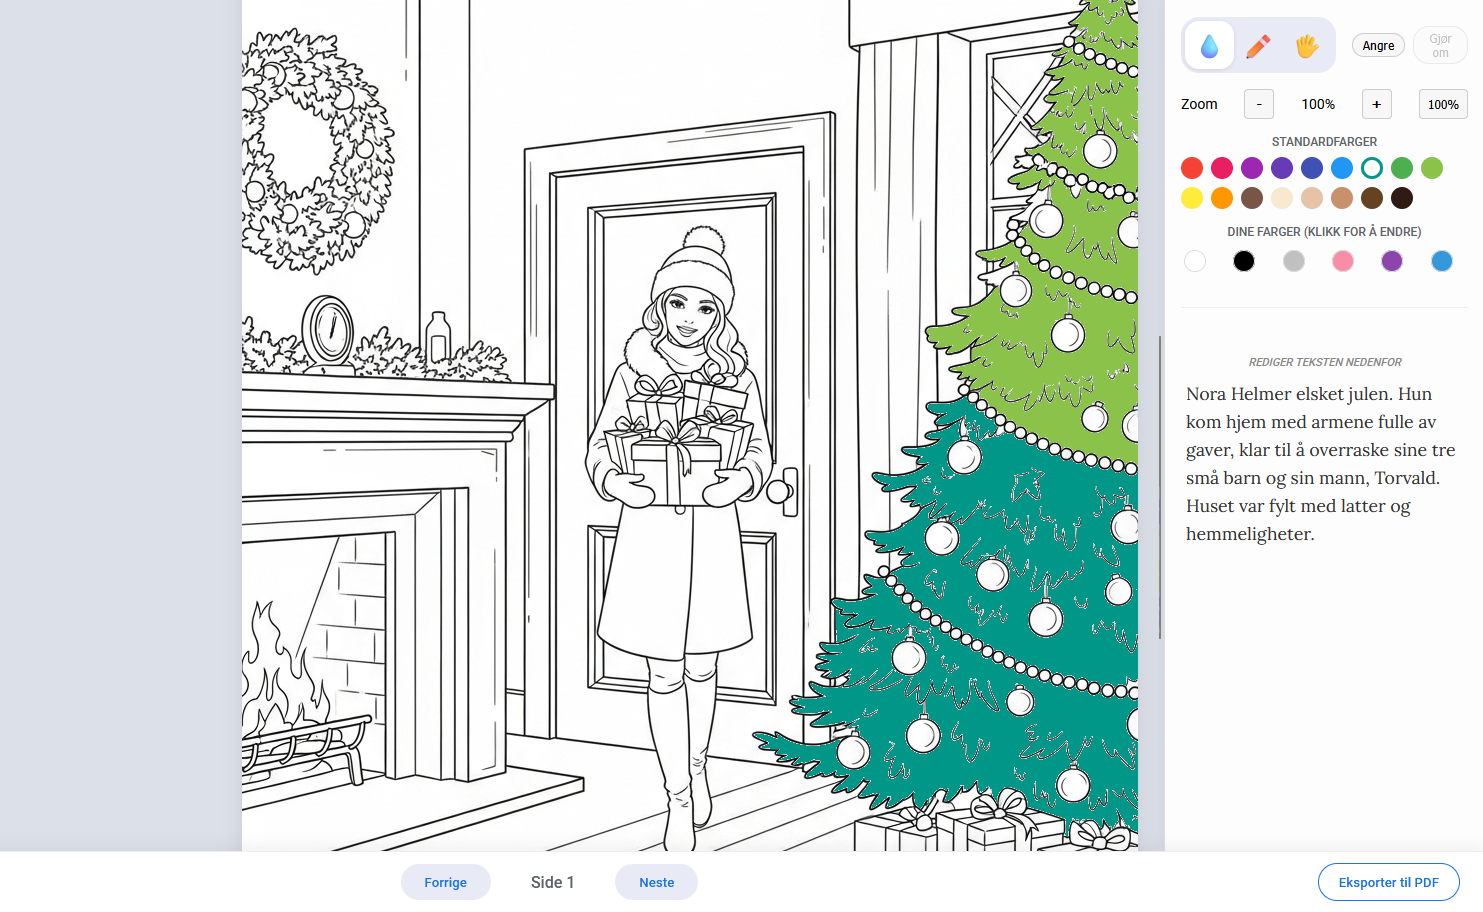 Angre
Gjør
om
Zoom
-
100%
+
100%
STANDARDFARGER
DINE FARGER (KLIKK FOR Å ENDRE)
REDIGER TEKSTEN NEDENFOR
Nora Helmer elsket julen. Hun
kom hjem med armene fulle av
gaver, klar til å overraske sine tre
små barn og sin mann, Torvald.
Huset var fylt med latter og
hemmeligheter.
Forrige
Side 1
Neste
Eksporter til PDF